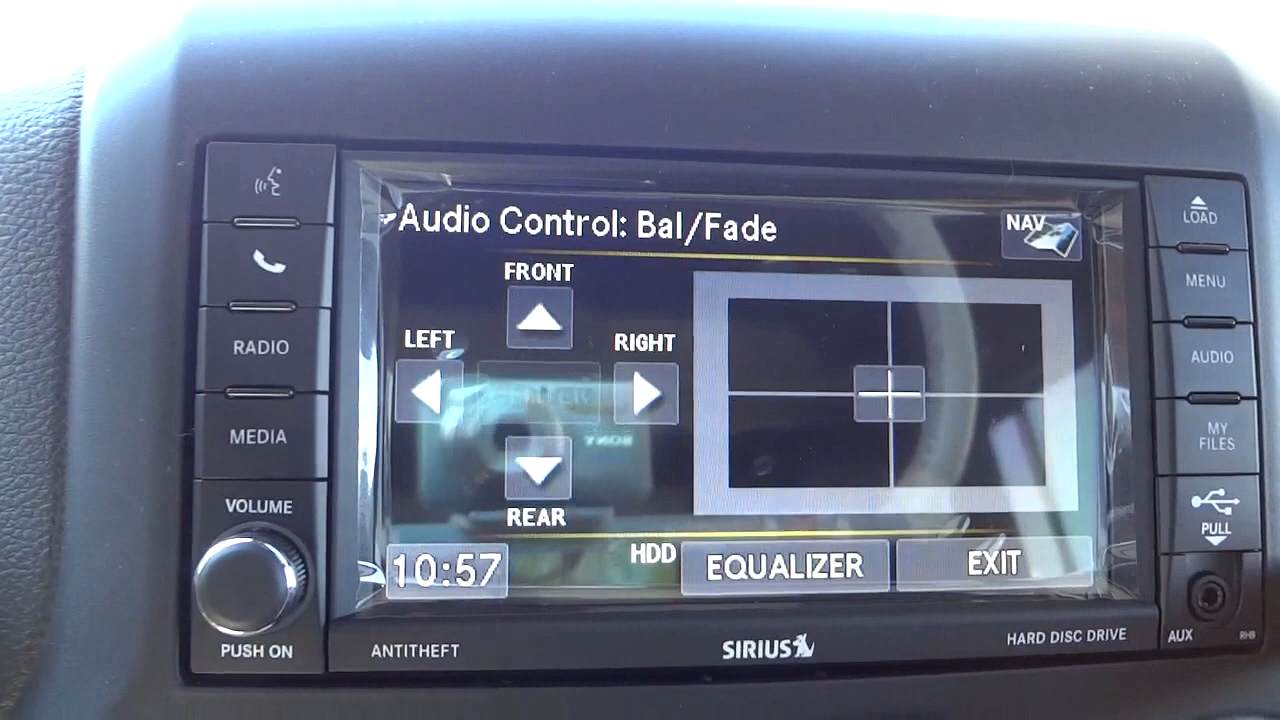 Audio Control: Bal/Fade
NAV
FRONT
LEFT
RIGHT
REAR
10:57
HDD
EQUALIZER
EXIT
RADIO
MEDIA
VOLUME
PUSH ON
ANTITHEFT
SIRIUS
HARD DISC DRIVE
LOAD
MENU
AUDIO
MY
FILES
PULL
AUX
RHB